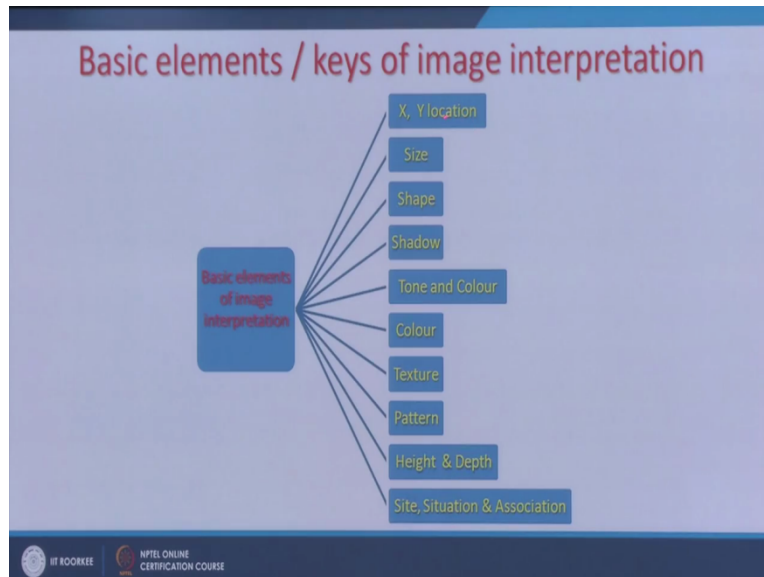 Basic elements / keys of image interpretation
X, Y location
Size
Shape
Shadow
Basic elements
of image
interpretation
Tone and Colour
Colour
Texture
Pattern
Height & Depth
Site, Situation & Association
IIT ROORKEE
NPTEL ONLINE
CERTIFICATION COURSE